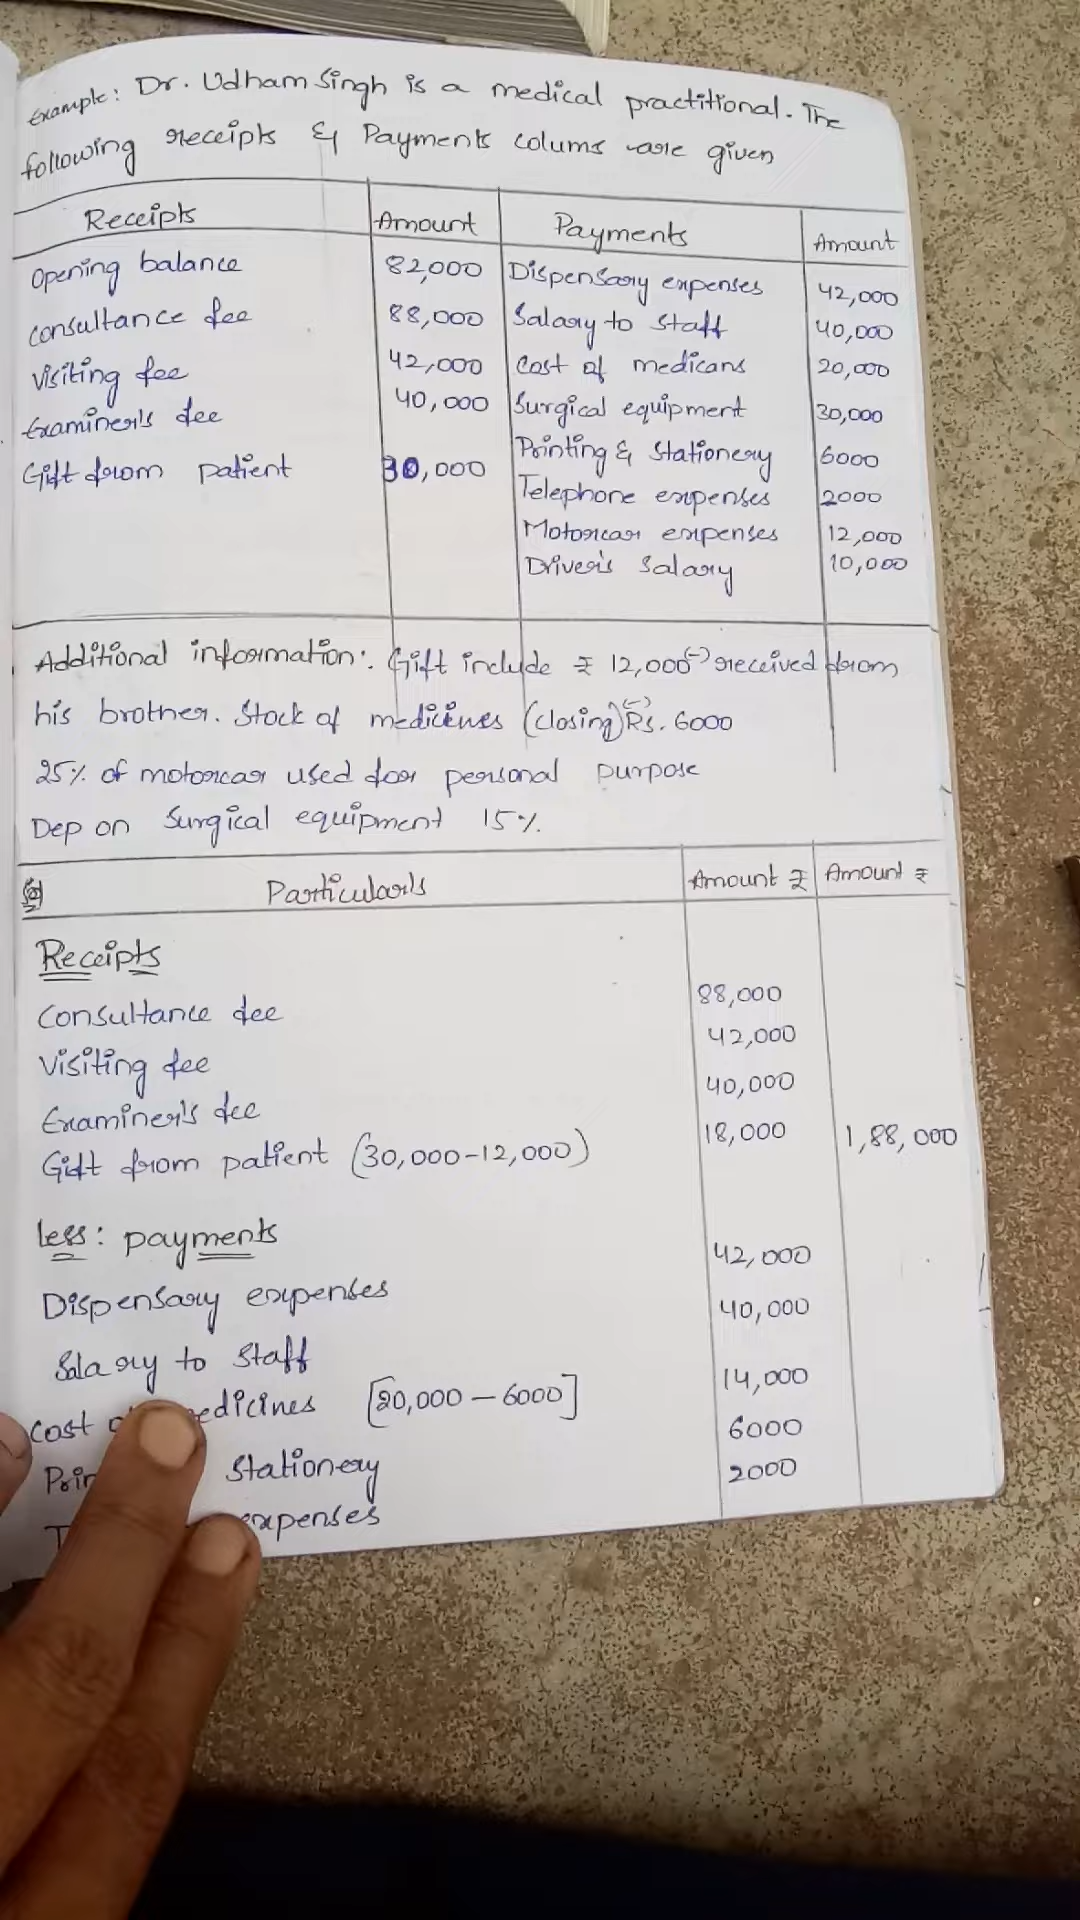 Example: Dr. Udham Singh is a medical practitional. The
following receipts & Payments colums are given
Receipts Amount Payments Amount
Opening balance 82,000 Dispensary expenses 42,000
Consultance fee 88,000 Salary to staff 40,000
Visiting fee 42,000 Cost of medicans 20,000
Examiner's fee 40,000 Surgical equipment 30,000
Gift from patient 30,000 Printing & Stationery 6000
Telephone expenses 2000
Motorcar expenses 12,000
Driver's Salary 10,000
Additional information: Gift include ₹ 12,000 (-) received from
his brother. Stock of medicines (closing) (-) Rs. 6000
25% of motorcar used for personal purpose
Dep on Surgical equipment 15%.
Particulars Amount ₹ Amount ₹
Receipts
Consultance fee 88,000
Visiting fee 42,000
Examiner's fee 40,000
Gift from patient (30,000-12,000) 18,000 1,88,000
less: payments
Dispensary expenses 42,000
Salary to staff 40,000
Cost medicines [20,000 - 6000] 14,000
Stationery 6000
expenses 2000